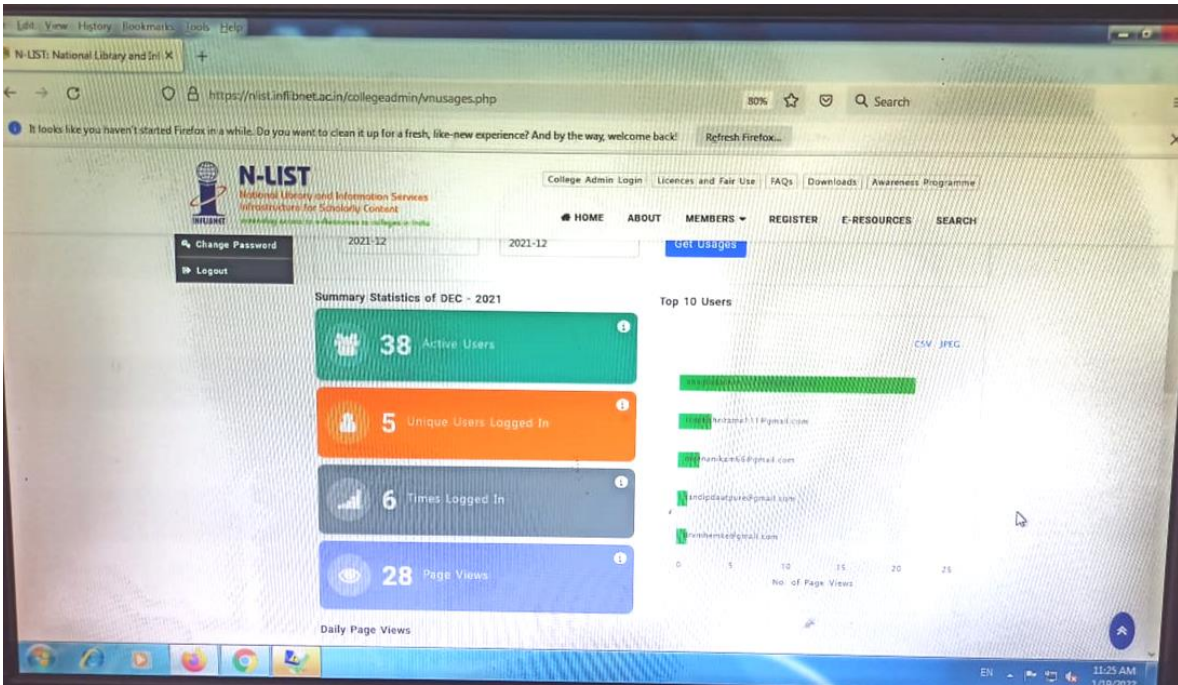 Edit View History Bookmarks Tools Help
N-LIST: National Library and Inf
https://nlist.inflibnet.ac.in/collegeadmin/vnusages.php
80%
Search
It looks like you haven't started Firefox in a while. Do you want to clean it up for a fresh, like-new experience? And by the way, welcome back!
Refresh Firefox...
N-LIST
National Library and Information Services
Infrastructure for Scholarly Content
INFLIBNET
College Admin Login Licences and Fair Use FAQs Downloads Awareness Programme
HOME ABOUT MEMBERS REGISTER E-RESOURCES SEARCH
Change Password
Logout
2021-12
2021-12
Get Usages
Summary Statistics of DEC - 2021
38 Active Users
5 Unique Users Logged In
6 Times Logged In
28 Page Views
Daily Page Views
Top 10 Users
CSV JPEG
0 5 10 15 20 25
No. of Page Views
EN
11:25 AM
1/19/2022